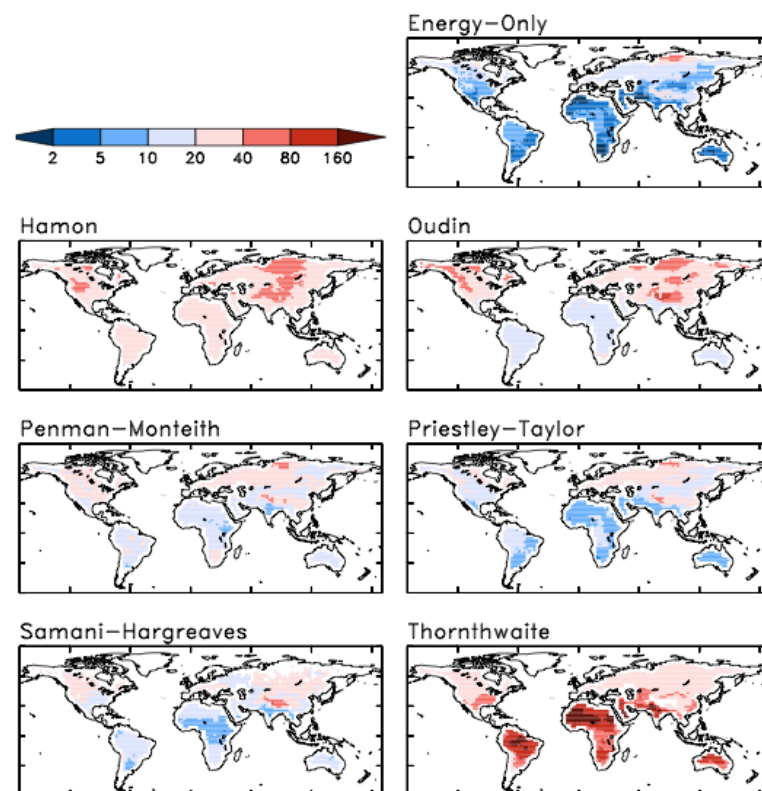 Energy-Only
2 5 10 20 40 80 160
Hamon
Oudin
Penman-Monteith
Priestley-Taylor
Samani-Hargreaves
Thornthwaite